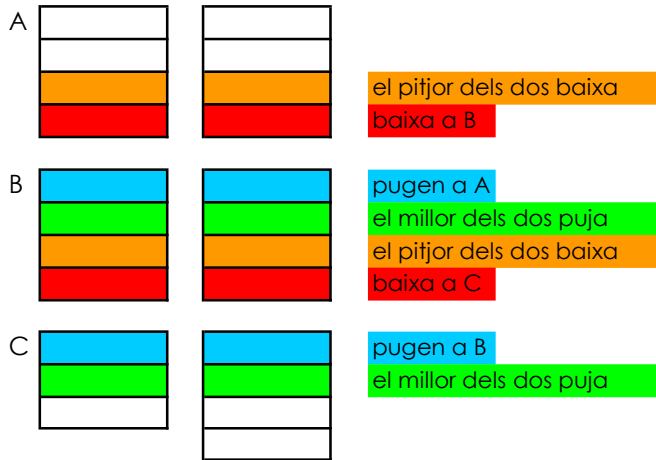 A
el pitjor dels dos baixa
baixa a B
B
pugen a A
el millor dels dos puja
el pitjor dels dos baixa
baixa a C
C
pugen a B
el millor dels dos puja